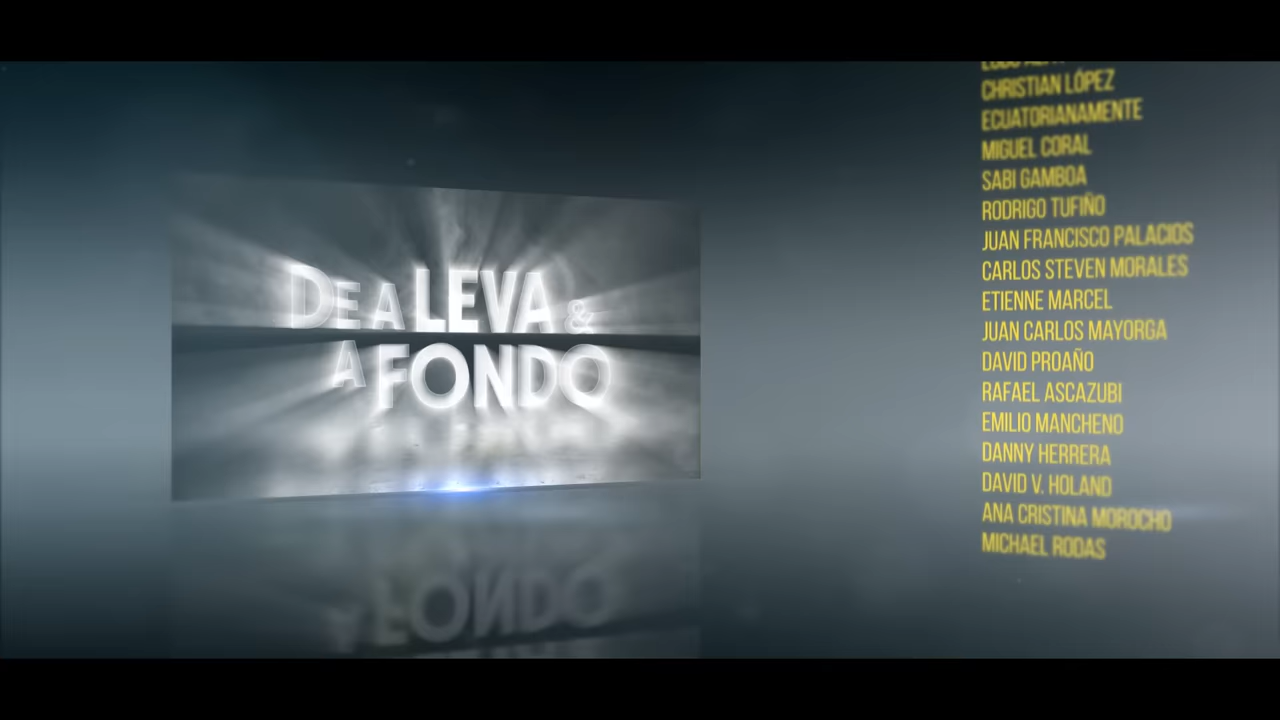 DE A LEVA &
A FONDO
CHRISTIAN LÓPEZ
ECUATORIANAMENTE
MIGUEL CORAL
SABI GAMBOA
RODRIGO TUFIÑO
JUAN FRANCISCO PALACIOS
CARLOS STEVEN MORALES
ETIENNE MARCEL
JUAN CARLOS MAYORGA
DAVID PROAÑO
RAFAEL ASCAZUBI
EMILIO MANCHENO
DANNY HERRERA
DAVID V. HOLAND
ANA CRISTINA MOROCHO
MICHAEL RODAS